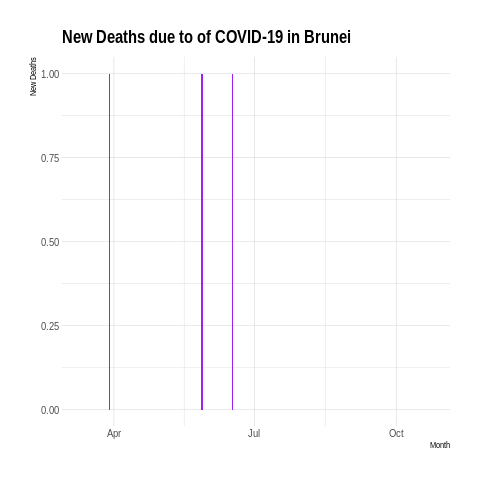 New Deaths due to of COVID-19 in Brunei
New Deaths
1.00
0.75
0.50
0.25
0.00
Apr
Jul
Oct
Month